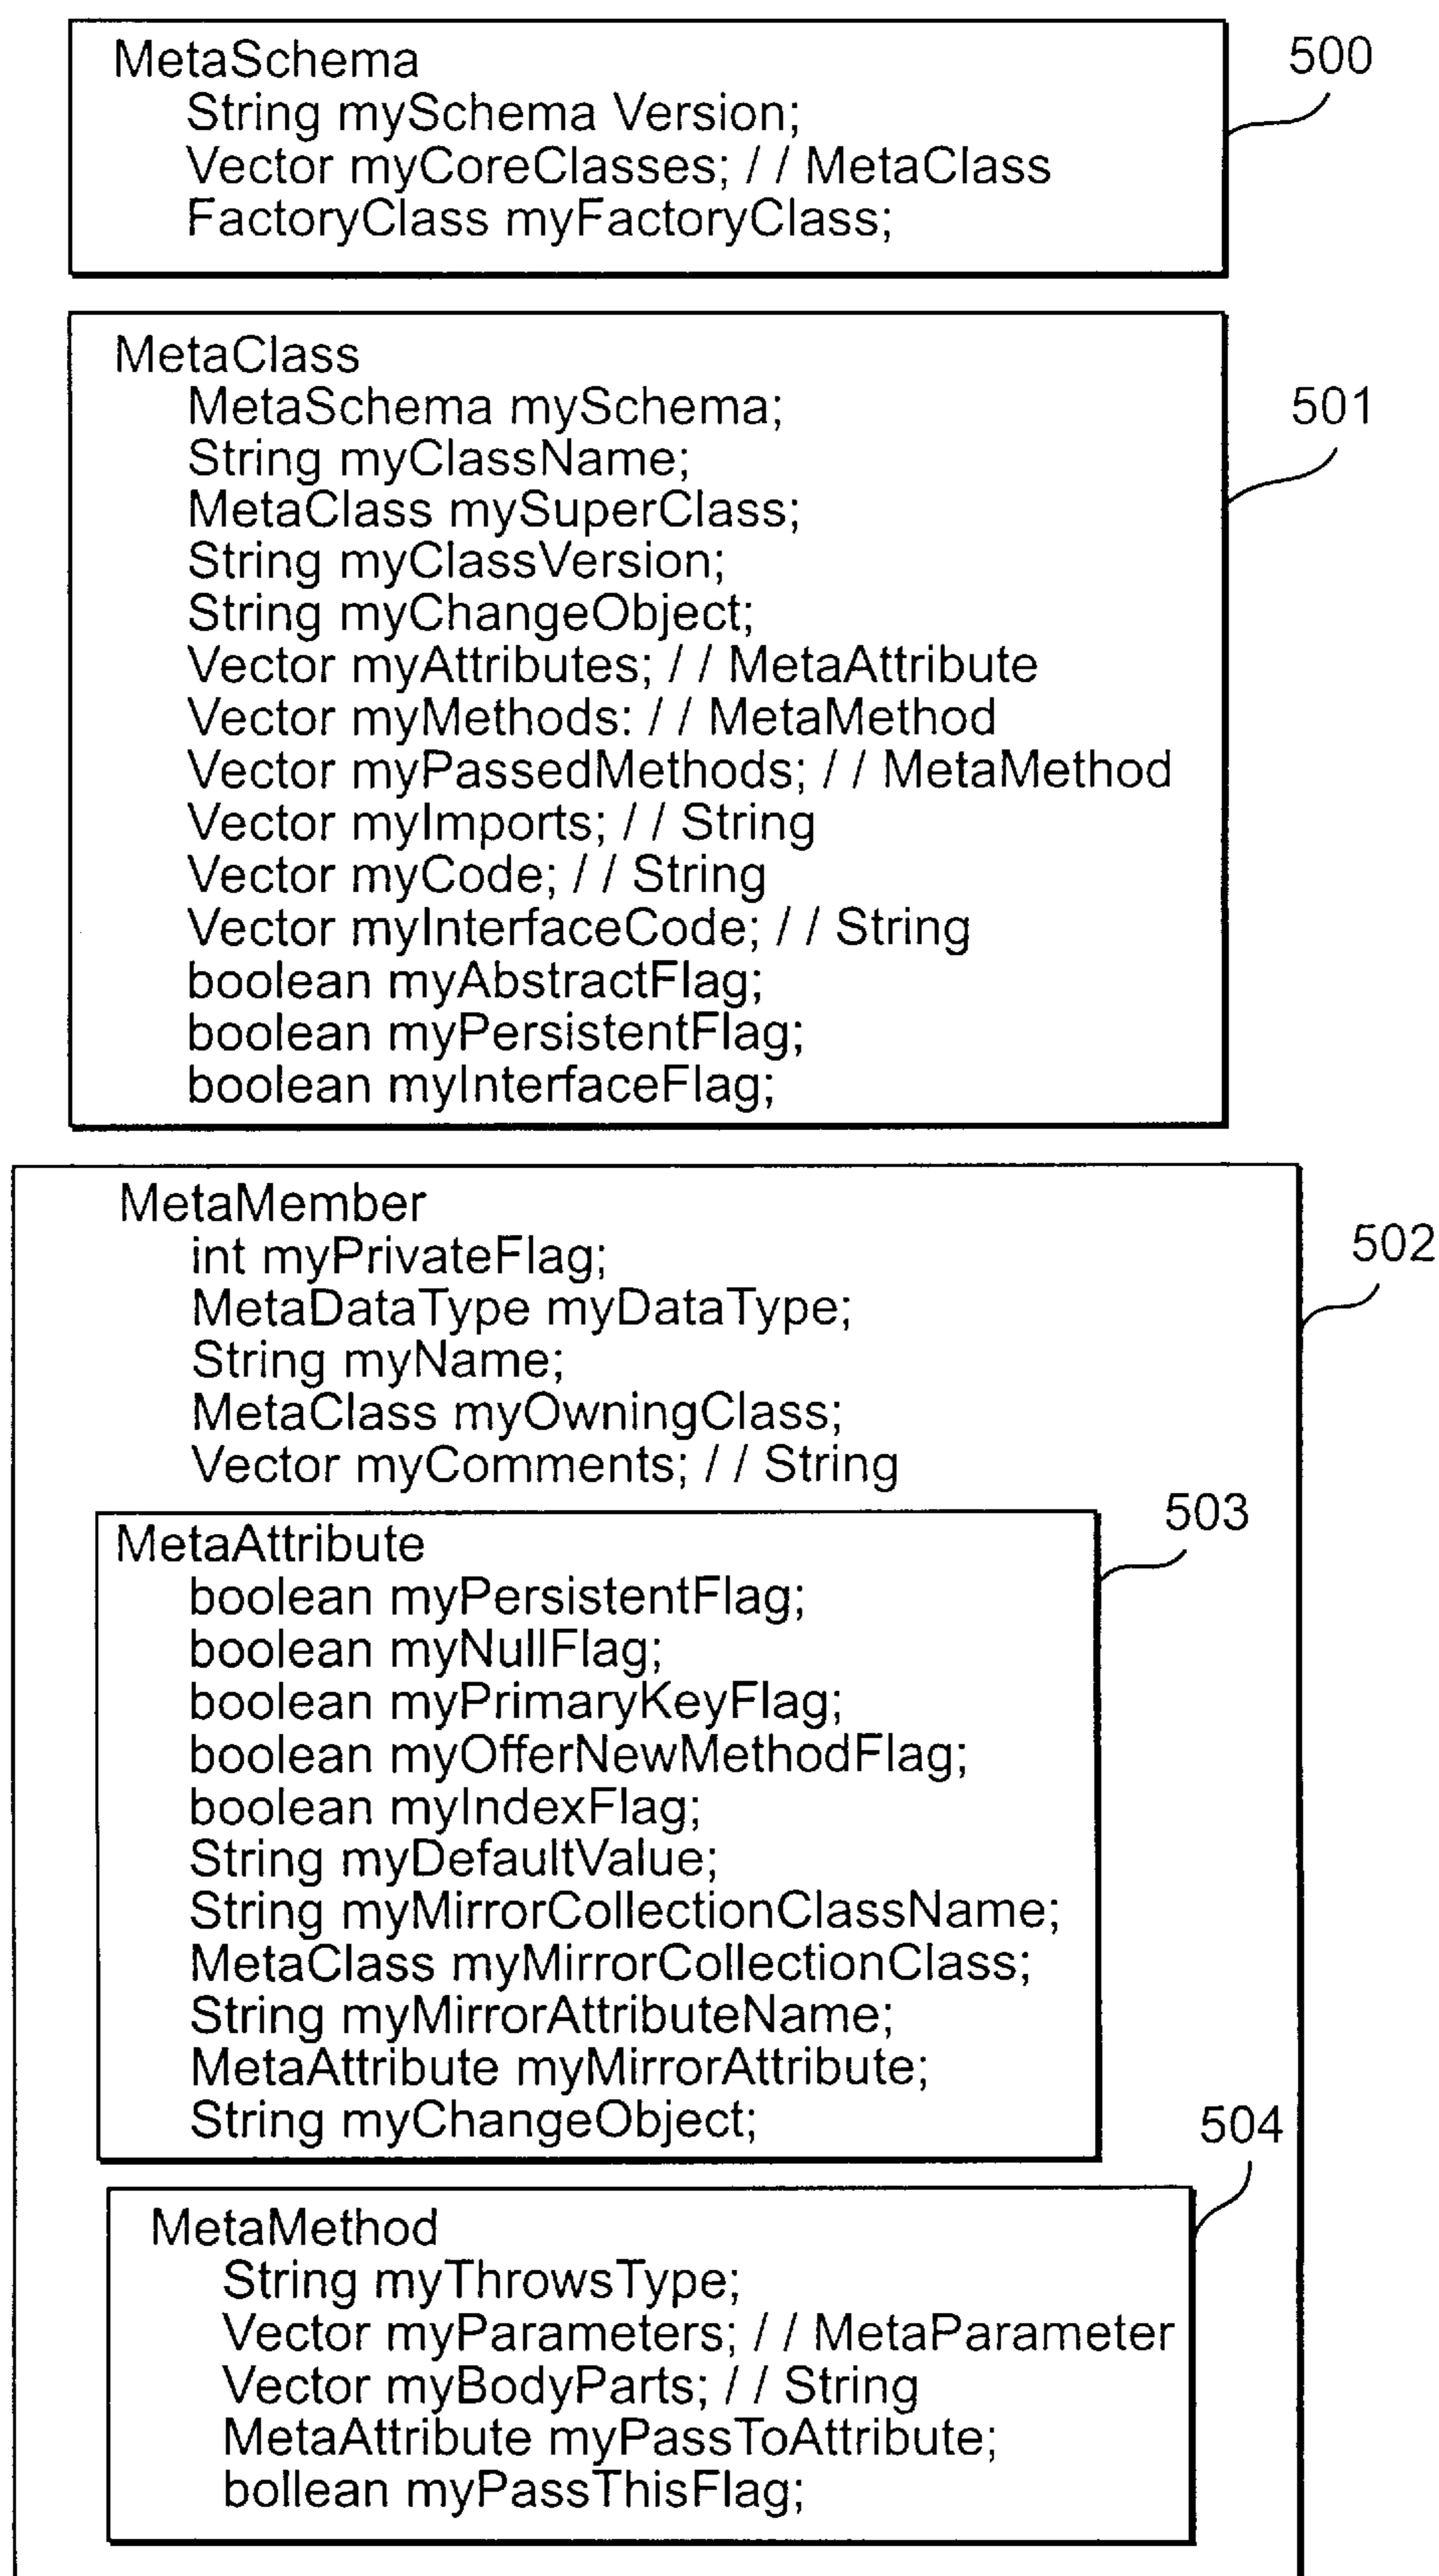 MetaSchema
500
String mySchema Version;
Vector myCoreClasses; / / MetaClass
FactoryClass myFactoryClass;
MetaClass
MetaSchema mySchema;
501
String myClassName;
MetaClass mySuperClass;
String myClassVersion;
String myChangeObject;
Vector myAttributes; / / MetaAttribute
Vector myMethods: / / MetaMethod
Vector myPassedMethods; / / MetaMethod
Vector myImports; / / String
Vector myCode; / / String
Vector myInterfaceCode; / / String
boolean myAbstractFlag;
boolean myPersistentFlag;
boolean myInterfaceFlag;
MetaMember
502
int myPrivateFlag;
MetaDataType myDataType;
String myName;
MetaClass myOwningClass;
Vector myComments; / / String
503
MetaAttribute
boolean myPersistentFlag;
boolean myNullFlag;
boolean myPrimaryKeyFlag;
boolean myOfferNewMethodFlag;
boolean myIndexFlag;
String myDefaultValue;
String myMirrorCollectionClassName;
MetaClass myMirrorCollectionClass;
String myMirrorAttributeName;
MetaAttribute myMirrorAttribute;
String myChangeObject;
504
MetaMethod
String myThrowsType;
Vector myParameters; / / MetaParameter
Vector myBodyParts; / / String
MetaAttribute myPassToAttribute;
bollean myPassThisFlag;